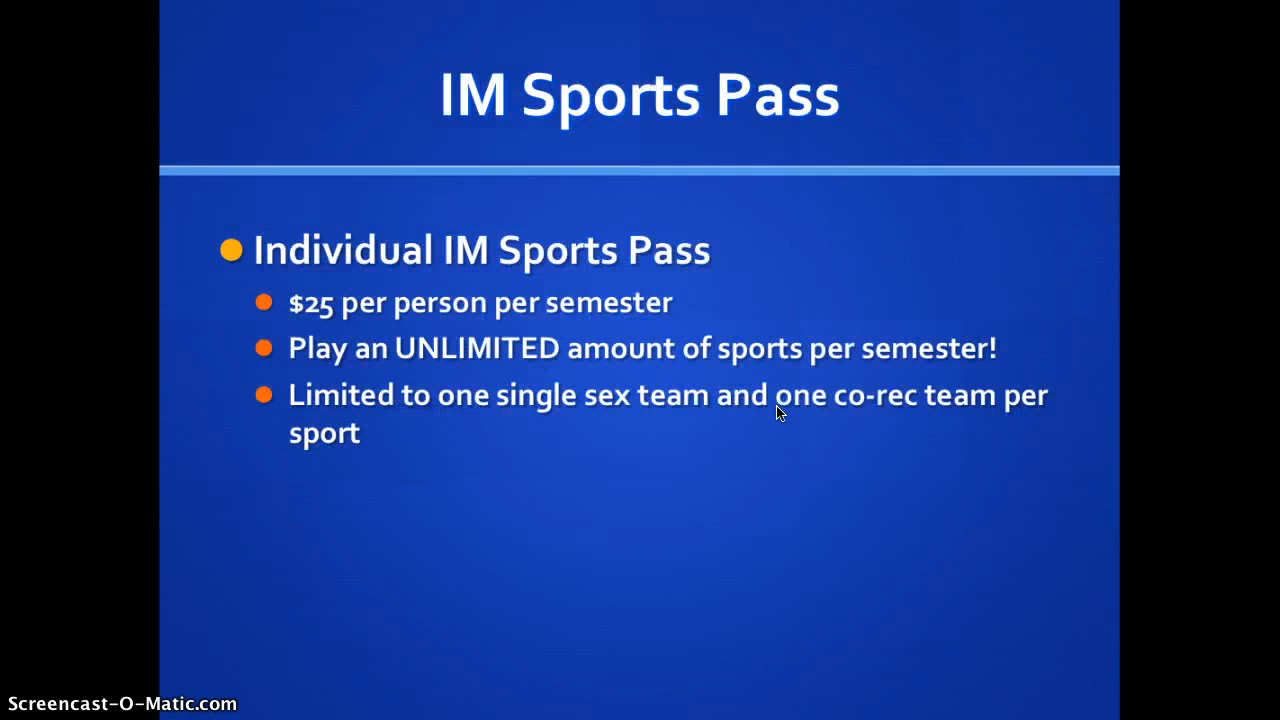 IM Sports Pass
Individual IM Sports Pass
$25 per person per semester
Play an UNLIMITED amount of sports per semester!
Limited to one single sex team and one co-rec team per
sport
Screencast-O-Matic.com